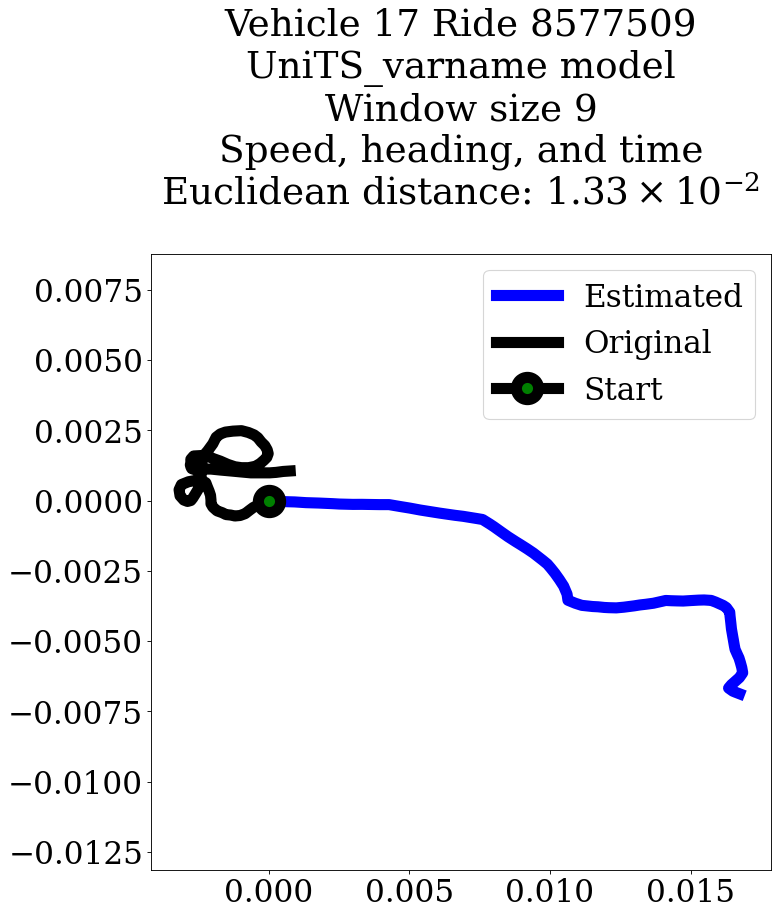 Vehicle 17 Ride 8577509
UniTS_varname model
Window size 9
Speed, heading, and time
Euclidean distance: 1.33 × 10⁻²
Estimated
Original
Start
0.0075
0.0050
0.0025
0.0000
−0.0025
−0.0050
−0.0075
−0.0100
−0.0125
0.000 0.005 0.010 0.015